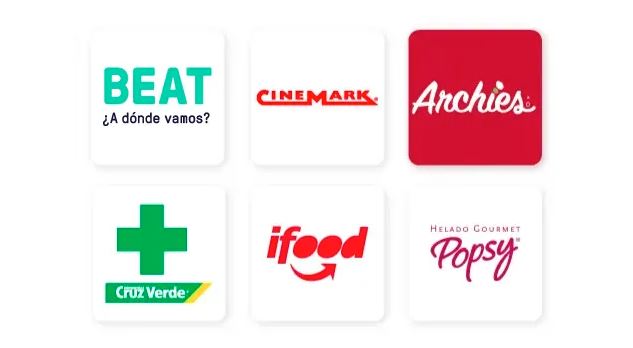 BEAT
¿A dónde vamos?
CINEMARK
Archies
Cruz Verde
ifood
HELADO GOURMET
Popsy